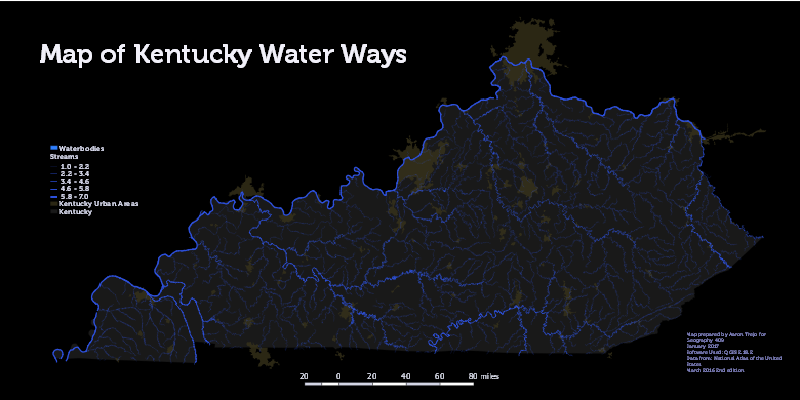 Map of Kentucky Water Ways
Waterbodies
Streams
1.0 - 2.2
2.2 - 3.4
3.4 - 4.6
4.6 - 5.8
5.8 - 7.0
Kentucky Urban Areas
Kentucky
20 0 20 40 60 80 miles
Map prepared by Aaron Trejo for
Geography 409
January 2017
Software Used: QGIS 2.18.2
Data from: National Atlas of the United
States
March 2016 2nd edition